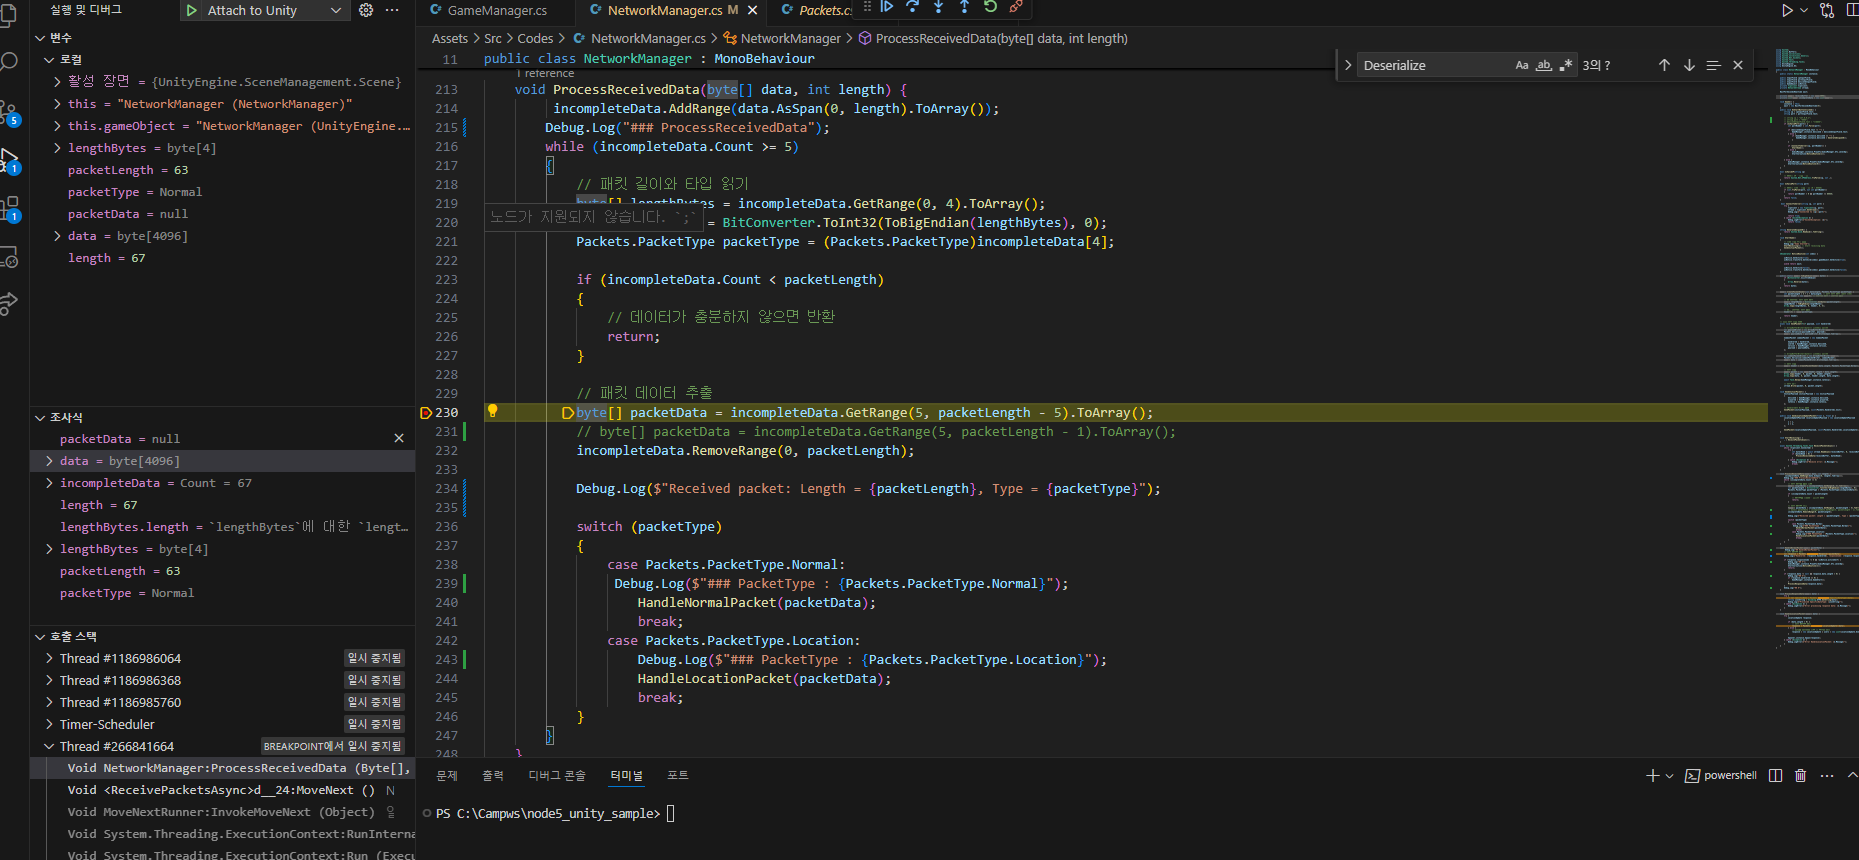 실행 및 디버그
Attach to Unity
GameManager.cs
NetworkManager.cs M
Packets.cs
변수
Assets > Src > Codes > NetworkManager.cs > NetworkManager > ProcessReceivedData(byte[] data, int length)
로컬
11 public class NetworkManager : MonoBehaviour
Deserialize
Aa ab .*
3의 ?
1 reference
활성 장면 = {UnityEngine.SceneManagement.Scene}
this = "NetworkManager (NetworkManager)"
this.gameObject = "NetworkManager (UnityEngine....
lengthBytes = byte[4]
packetLength = 63
packetType = Normal
packetData = null
data = byte[4096]
length = 67
213 void ProcessReceivedData(byte[] data, int length) {
214 incompleteData.AddRange(data.AsSpan(0, length).ToArray());
215 Debug.Log("### ProcessReceivedData");
216 while (incompleteData.Count >= 5)
217 {
218 // 패킷 길이와 타입 읽기
219 byte[] lengthBytes = incompleteData.GetRange(0, 4).ToArray();
노드가 지원되지 않습니다. `;`
220 = BitConverter.ToInt32(ToBigEndian(lengthBytes), 0);
221 Packets.PacketType packetType = (Packets.PacketType)incompleteData[4];
222
223 if (incompleteData.Count < packetLength)
224 {
225 // 데이터가 충분하지 않으면 반환
226 return;
227 }
228
229 // 패킷 데이터 추출
230 byte[] packetData = incompleteData.GetRange(5, packetLength - 5).ToArray();
231 // byte[] packetData = incompleteData.GetRange(5, packetLength - 1).ToArray();
232 incompleteData.RemoveRange(0, packetLength);
233
234 Debug.Log($"Received packet: Length = {packetLength}, Type = {packetType}");
235
236 switch (packetType)
237 {
238 case Packets.PacketType.Normal:
239 Debug.Log($"### PacketType : {Packets.PacketType.Normal}");
240 HandleNormalPacket(packetData);
241 break;
242 case Packets.PacketType.Location:
243 Debug.Log($"### PacketType : {Packets.PacketType.Location}");
244 HandleLocationPacket(packetData);
245 break;
246 }
247 }
248 }
조사식
packetData = null
data = byte[4096]
incompleteData = Count = 67
length = 67
lengthBytes.length = `lengthBytes`에 대한 `lengt...
lengthBytes = byte[4]
packetLength = 63
packetType = Normal
호출 스택
Thread #1186986064 일시 중지됨
Thread #1186986368 일시 중지됨
Thread #1186985760 일시 중지됨
Timer-Scheduler 일시 중지됨
Thread #266841664 BREAKPOINT에서 일시 중지됨
Void NetworkManager:ProcessReceivedData (Byte[],
Void <ReceivePacketsAsync>d__24:MoveNext () N
Void MoveNextRunner:InvokeMoveNext (Object) 알
Void System.Threading.ExecutionContext:RunInterna
Void System.Threading.ExecutionContext:Run (Exec
문제 출력 디버그 콘솔 터미널 포트
powershell
PS C:\Campws\node5_unity_sample>
5
1
1